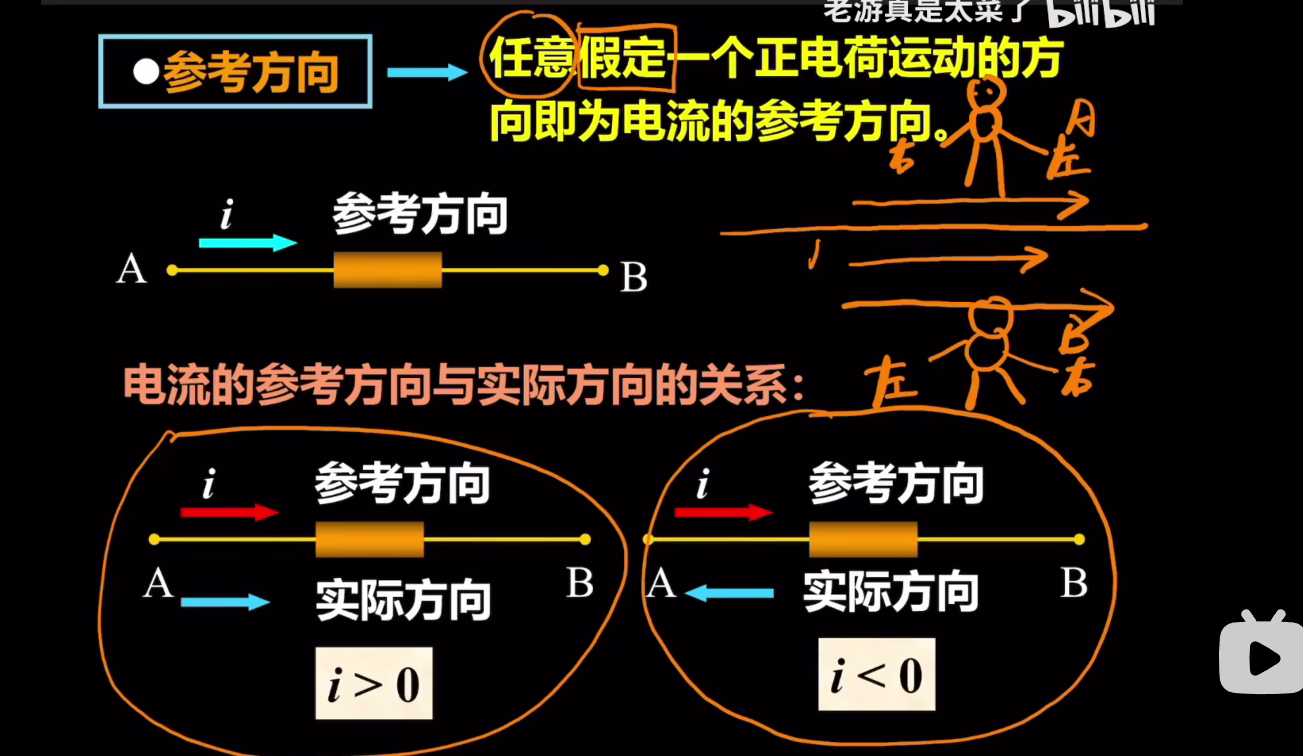 老游真是太菜了 bilibili
●参考方向
任意假定一个正电荷运动的方
向即为电流的参考方向。
A
右
左
i
参考方向
A
B
i
B
左
右
电流的参考方向与实际方向的关系：
i
参考方向
A
B
实际方向
i > 0
i
参考方向
A
B
实际方向
i < 0